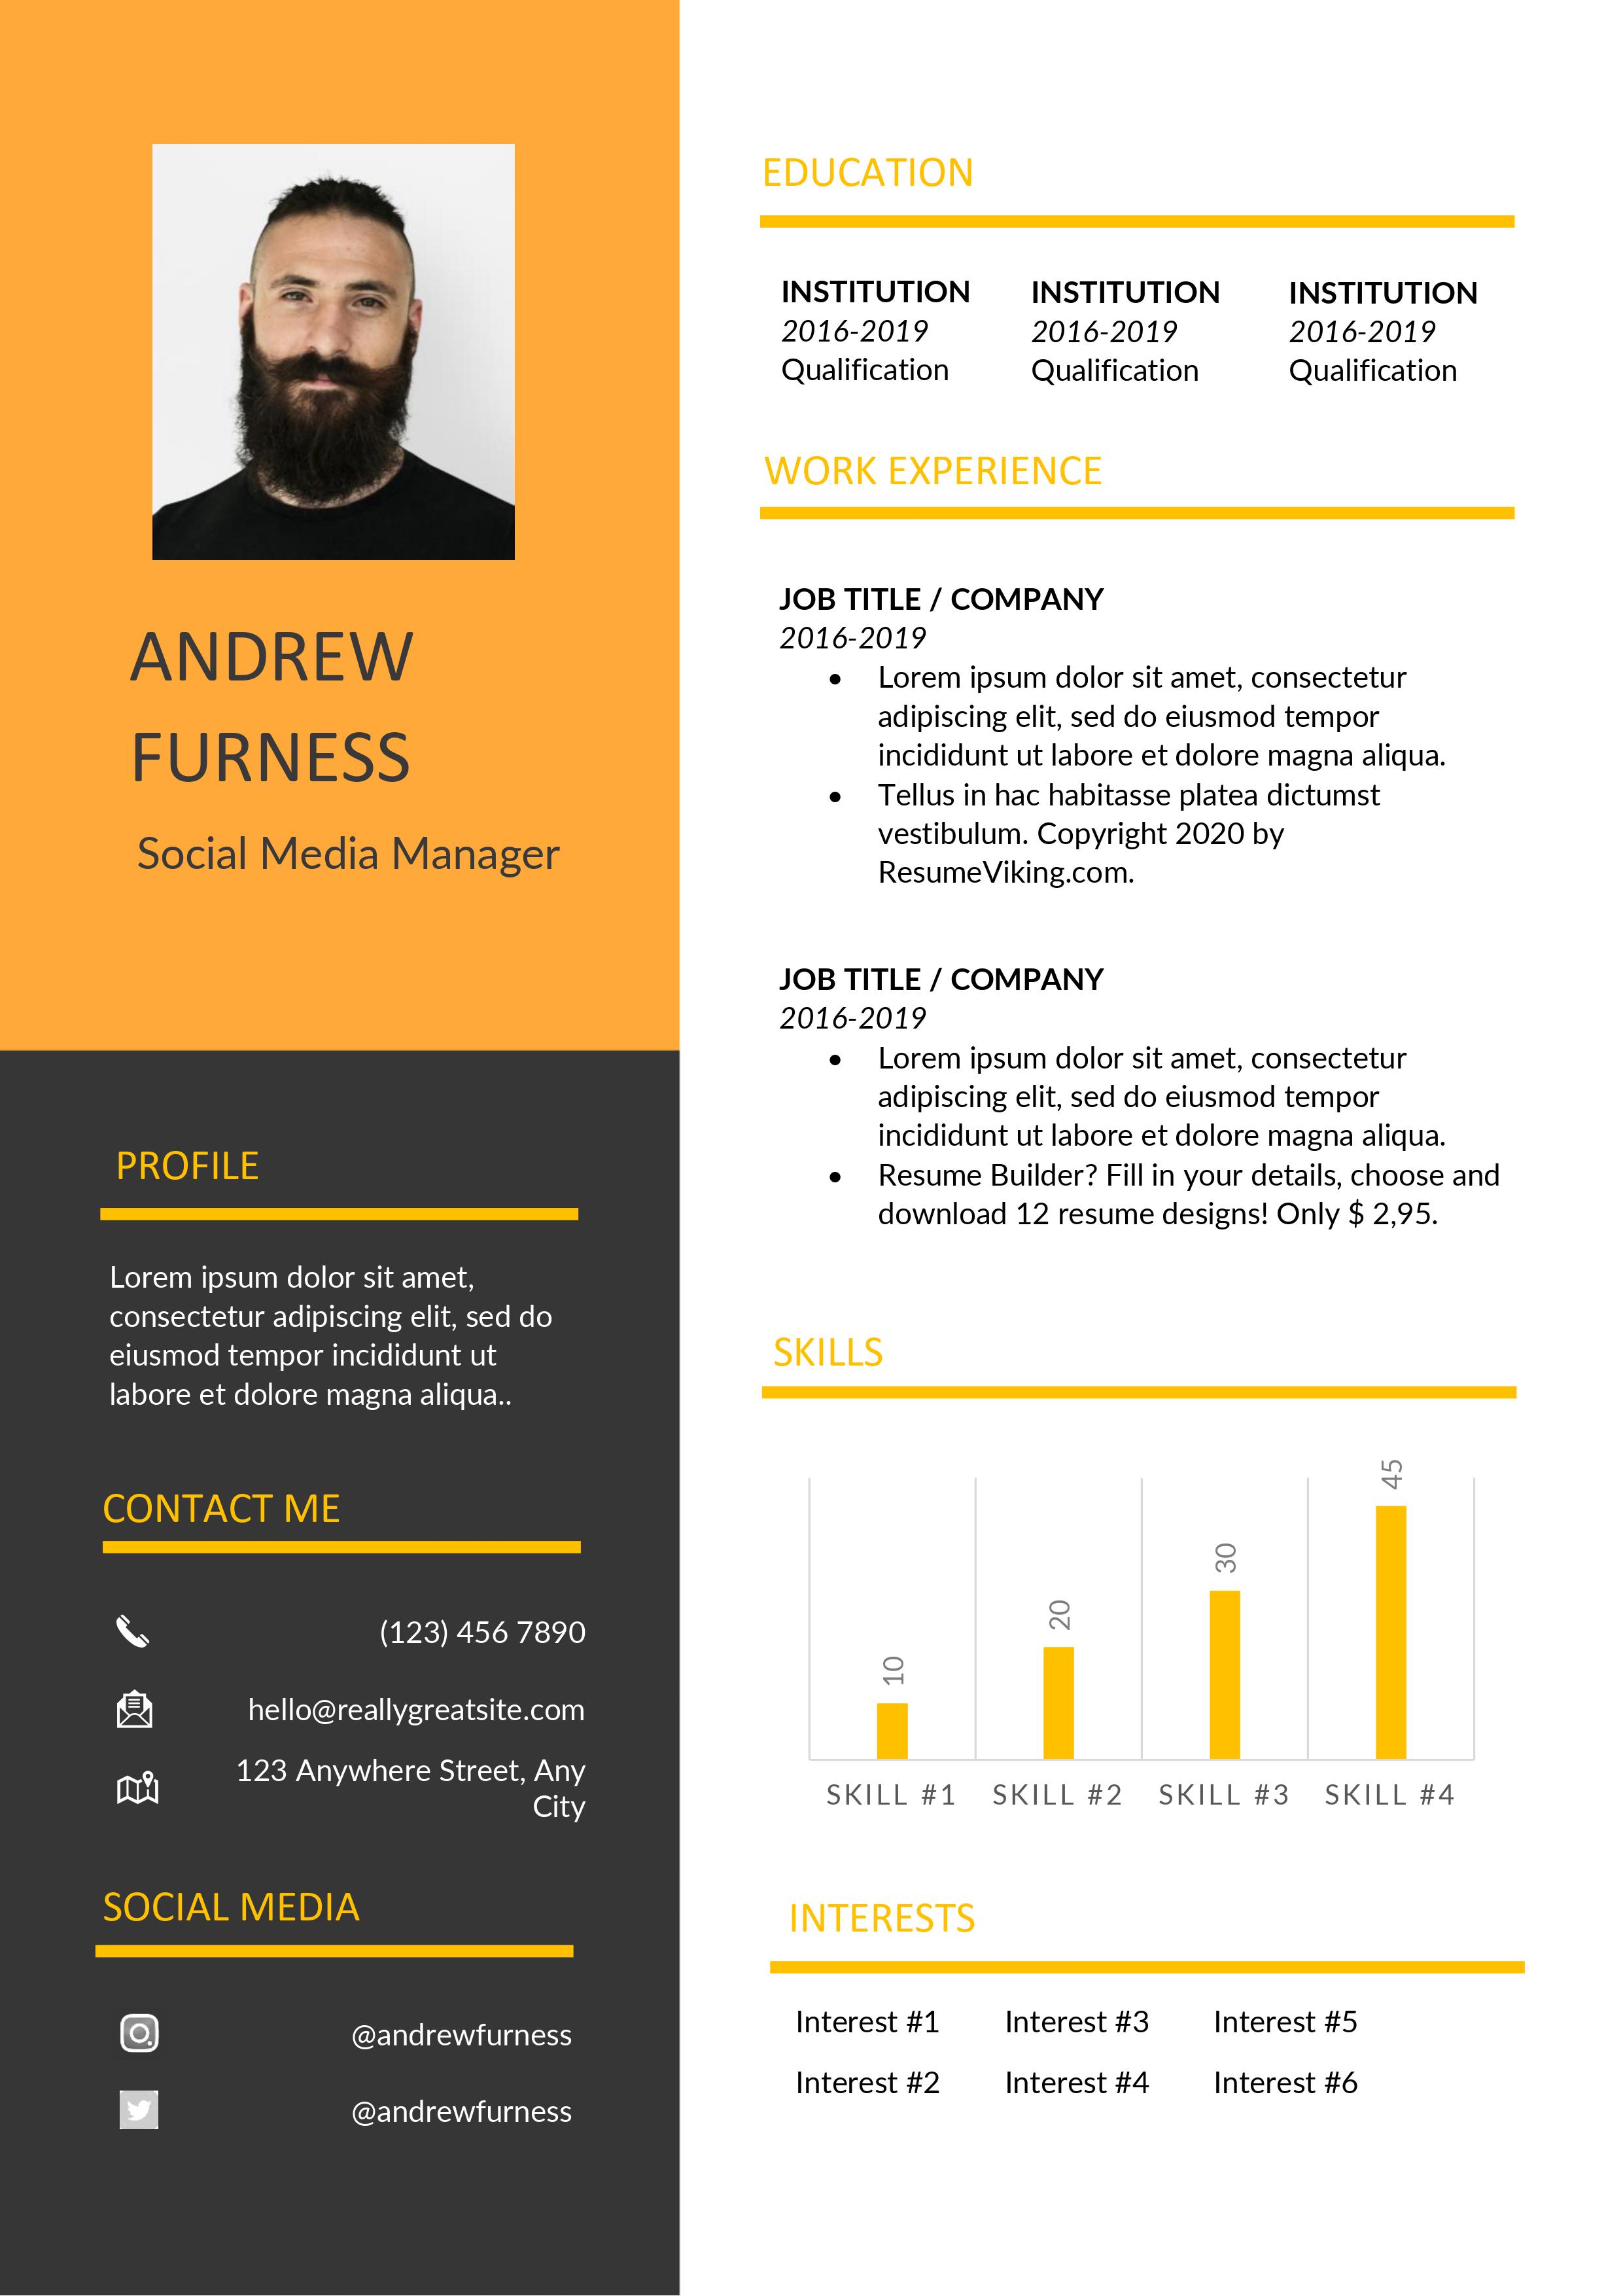 ANDREW
FURNESS
Social Media Manager
PROFILE
Lorem ipsum dolor sit amet,
consectetur adipiscing elit, sed do
eiusmod tempor incididunt ut
labore et dolore magna aliqua..
CONTACT ME
(123) 456 7890
hello@reallygreatsite.com
123 Anywhere Street, Any
City
SOCIAL MEDIA
@andrewfurness
@andrewfurness
EDUCATION
INSTITUTION
2016-2019
Qualification
INSTITUTION
2016-2019
Qualification
INSTITUTION
2016-2019
Qualification
WORK EXPERIENCE
JOB TITLE / COMPANY
2016-2019
• Lorem ipsum dolor sit amet, consectetur
adipiscing elit, sed do eiusmod tempor
incididunt ut labore et dolore magna aliqua.
• Tellus in hac habitasse platea dictumst
vestibulum. Copyright 2020 by
ResumeViking.com.
JOB TITLE / COMPANY
2016-2019
• Lorem ipsum dolor sit amet, consectetur
adipiscing elit, sed do eiusmod tempor
incididunt ut labore et dolore magna aliqua.
• Resume Builder? Fill in your details, choose and
download 12 resume designs! Only $ 2,95.
SKILLS
10 20 30 45
SKILL #1 SKILL #2 SKILL #3 SKILL #4
INTERESTS
Interest #1 Interest #3 Interest #5
Interest #2 Interest #4 Interest #6